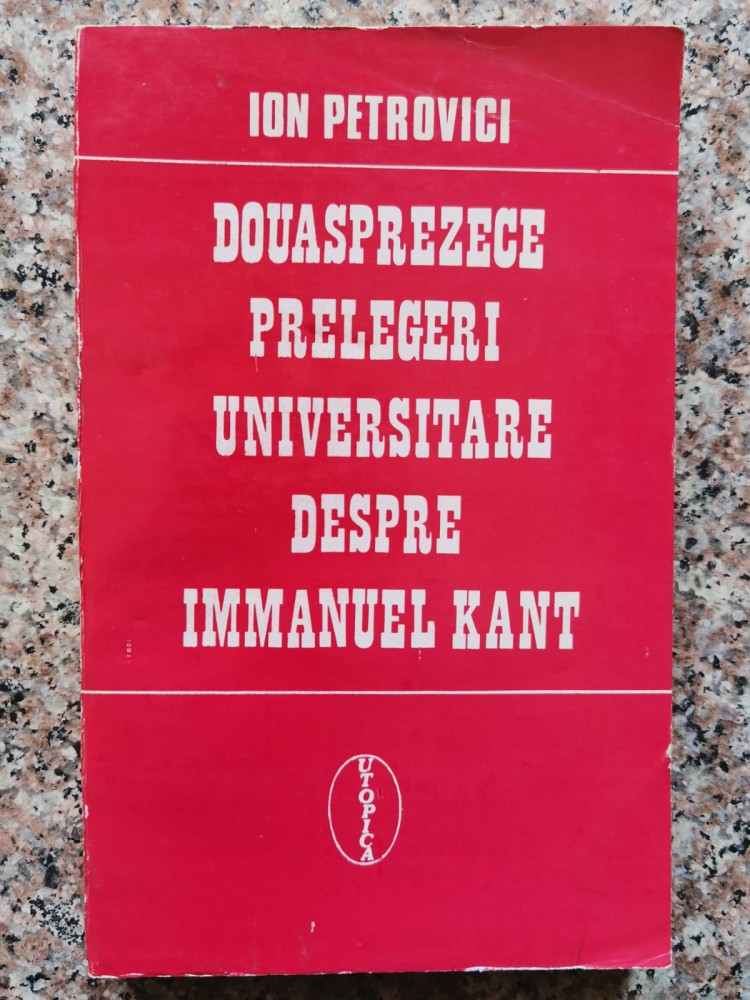 ION PETROVICI
DOUASPREZECE
PRELEGERI
UNIVERSITARE
DESPRE
IMMANUEL KANT
UTOPICA